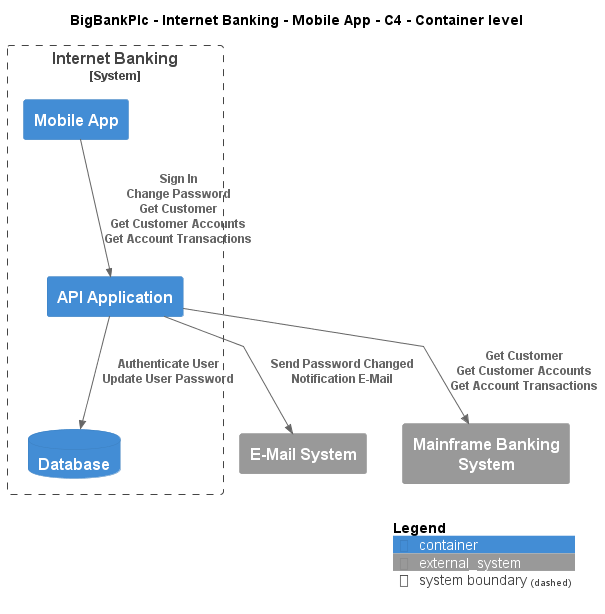 BigBankPlc - Internet Banking - Mobile App - C4 - Container level
Internet Banking
[System]
Mobile App
Sign In
Change Password
Get Customer
Get Customer Accounts
Get Account Transactions
API Application
Authenticate User
Update User Password
Send Password Changed
Notification E-Mail
Get Customer
Get Customer Accounts
Get Account Transactions
Database
E-Mail System
Mainframe Banking
System
Legend
container
external_system
system boundary (dashed)